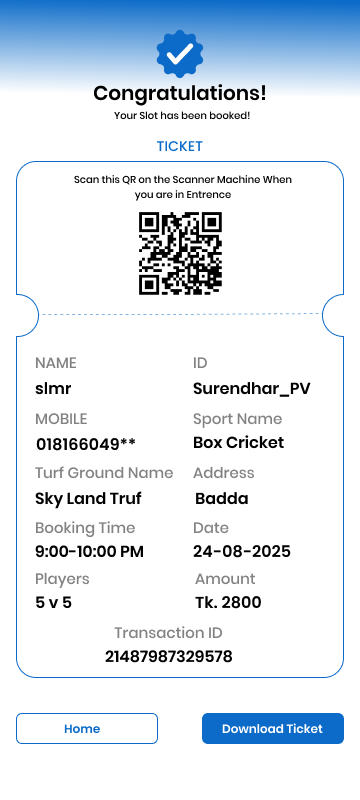 Congratulations!
Your Slot has been booked!
TICKET
Scan this QR on the Scanner Machine When
you are in Entrence
NAME
ID
slmr
Surendhar_PV
MOBILE
Sport Name
018166049**
Box Cricket
Turf Ground Name
Address
Sky Land Truf
Badda
Booking Time
Date
9:00-10:00 PM
24-08-2025
Players
Amount
5 v 5
Tk. 2800
Transaction ID
21487987329578
Home
Download Ticket